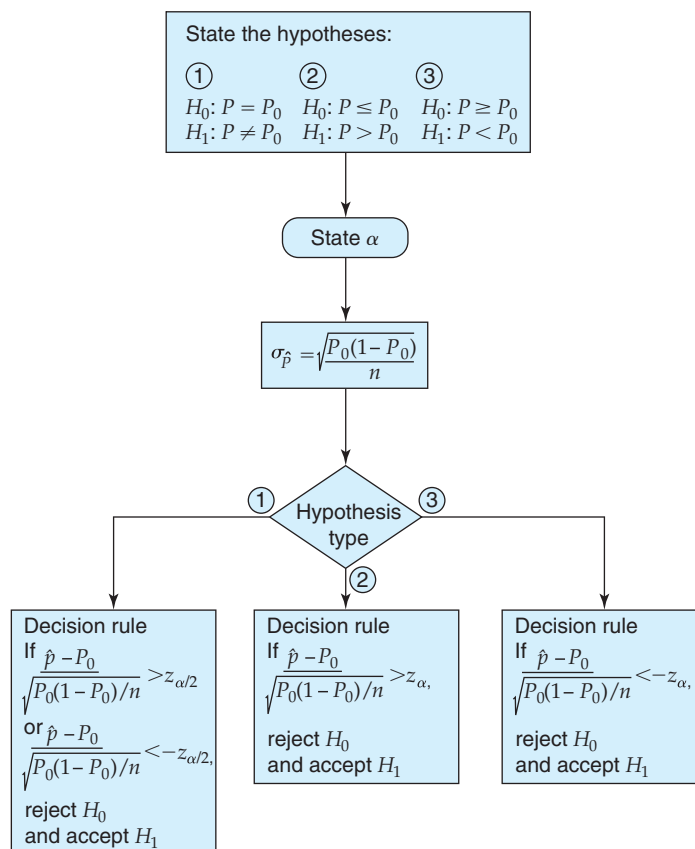 State the hypotheses:
① ② ③
H₀: P = P₀ H₀: P ≤ P₀ H₀: P ≥ P₀
H₁: P ≠ P₀ H₁: P > P₀ H₁: P < P₀
State α
σ_p̂ = √(P₀(1 − P₀)/n)
① ③
Hypothesis
type
②
Decision rule
If
(p̂ − P₀)/√(P₀(1 − P₀)/n) > z_α/2
or (p̂ − P₀)/√(P₀(1 − P₀)/n) < −z_α/2,
reject H₀
and accept H₁
Decision rule
If
(p̂ − P₀)/√(P₀(1 − P₀)/n) > z_α,
reject H₀
and accept H₁
Decision rule
If
(p̂ − P₀)/√(P₀(1 − P₀)/n) < −z_α,
reject H₀
and accept H₁